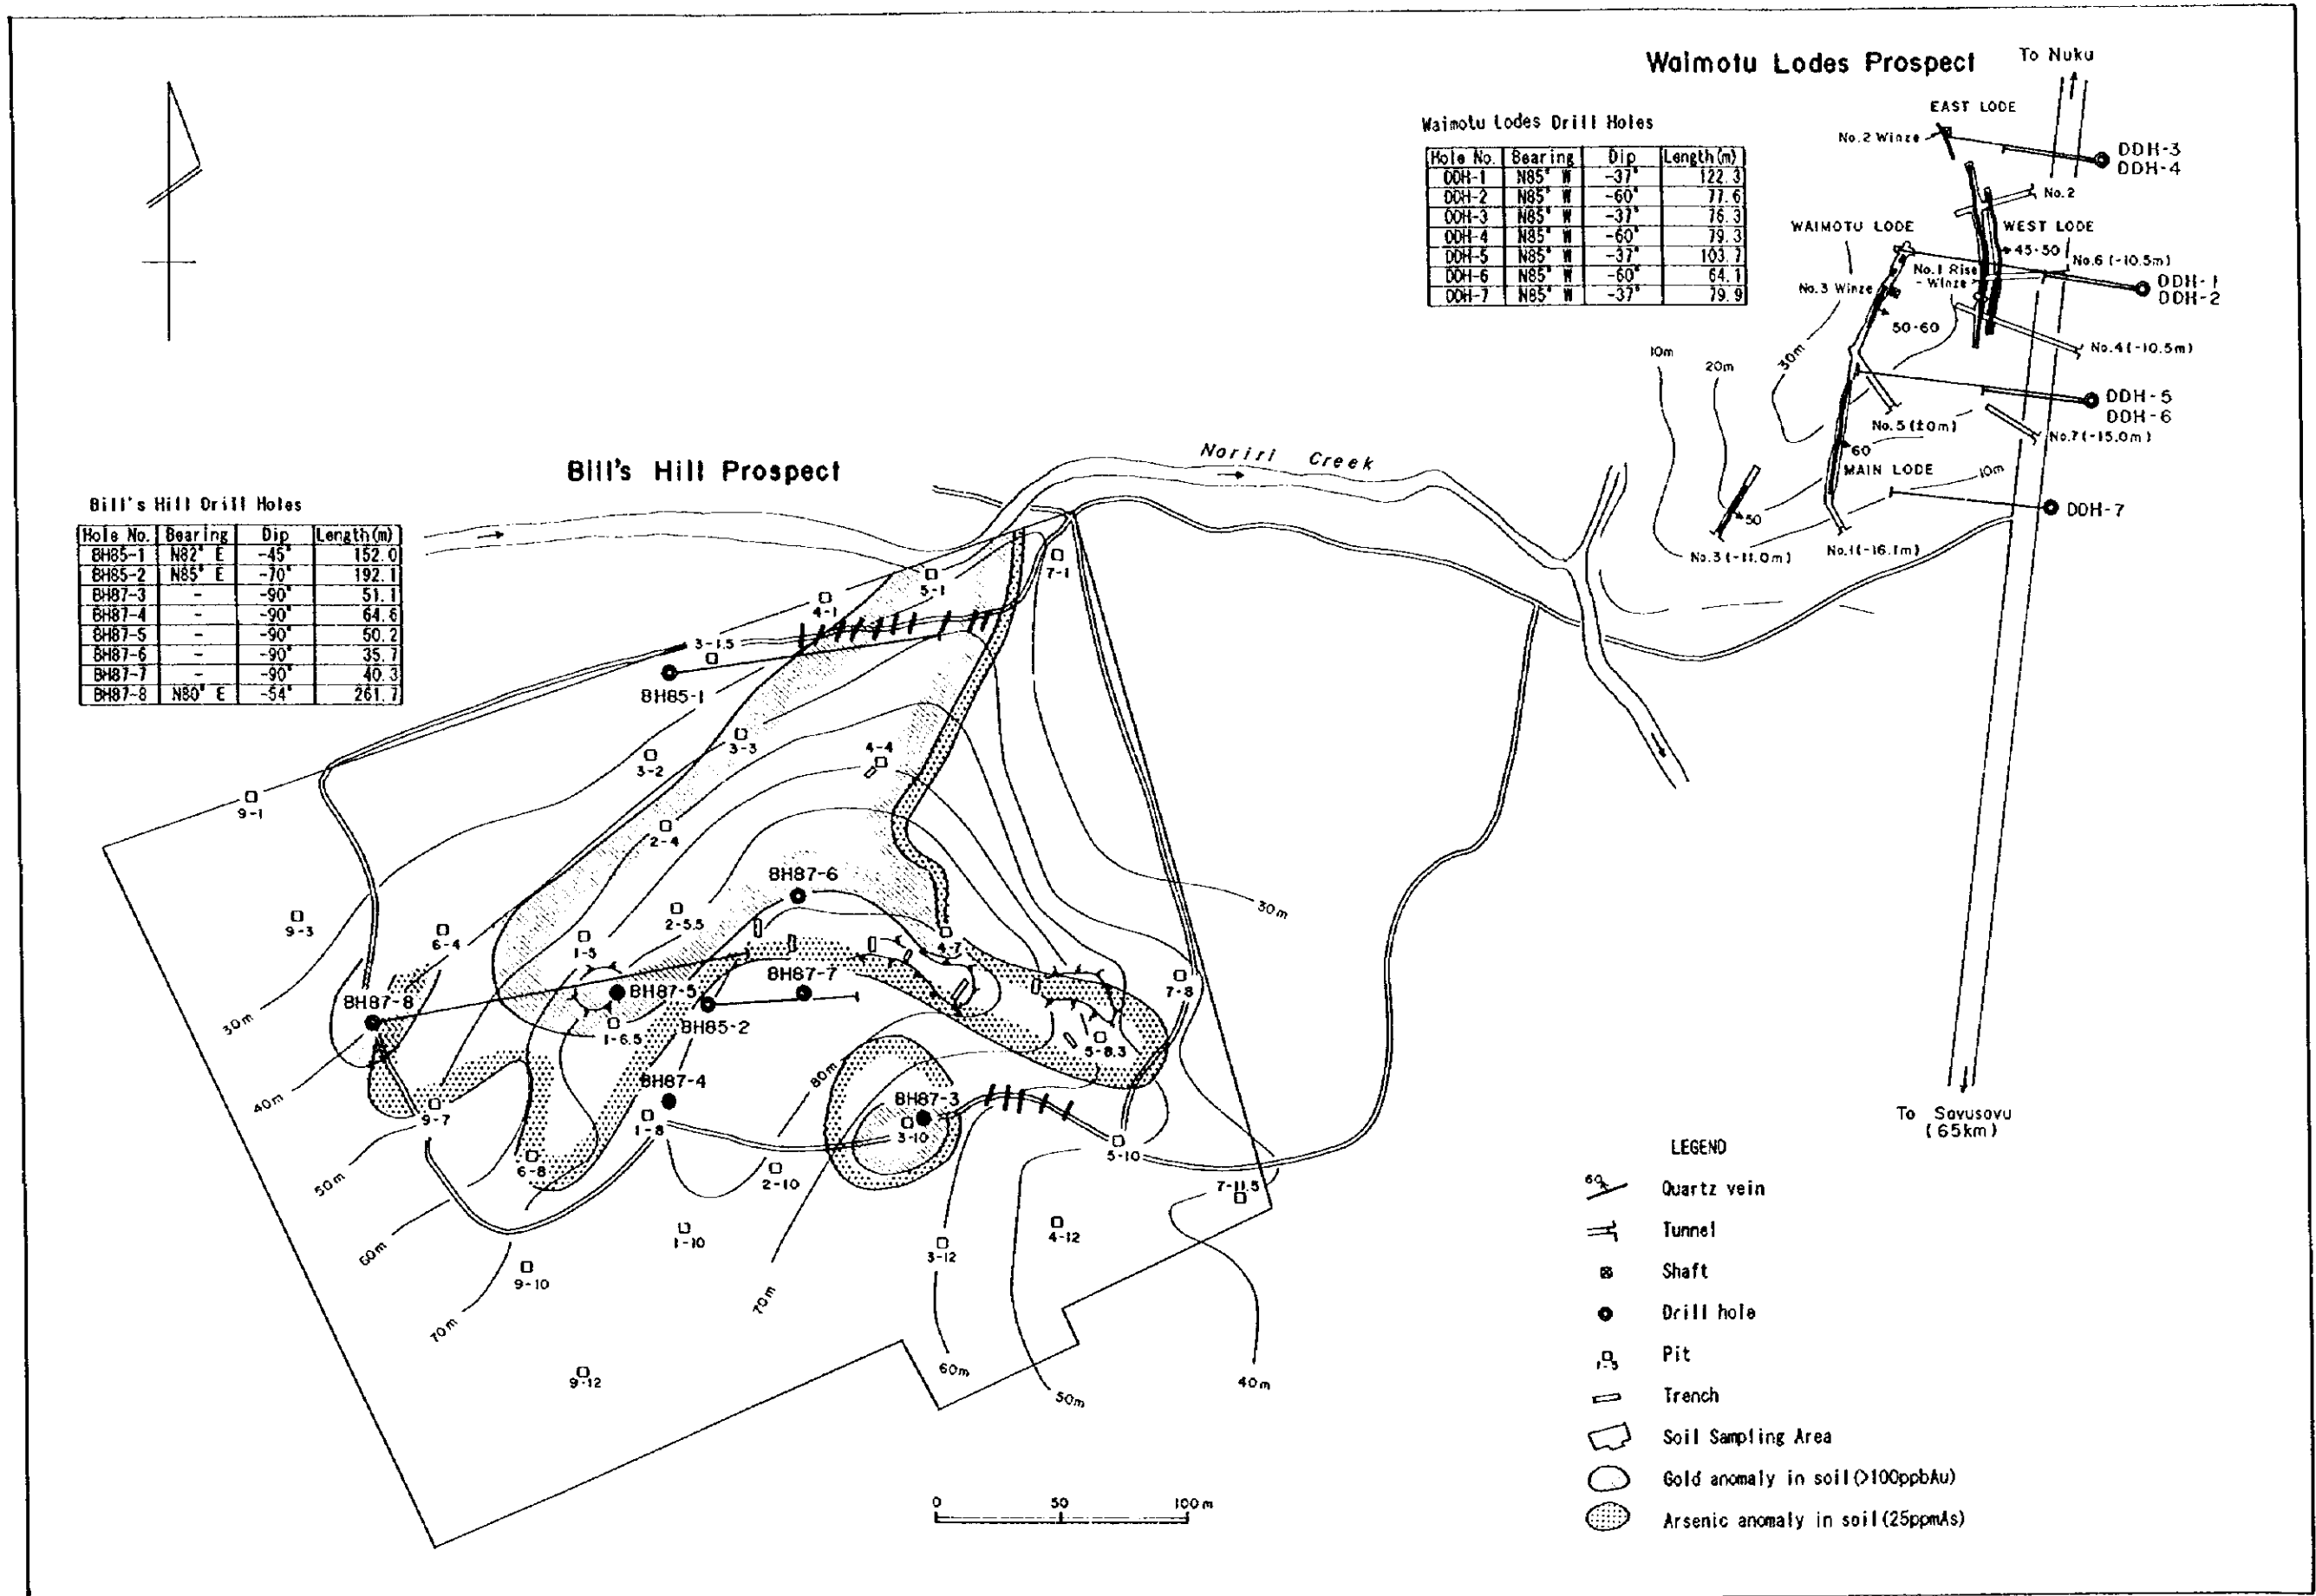 Waimotu Lodes Prospect
To Nuku
EAST LODE
No.2 Winze
DDH-3
DDH-4
No.2
WAIMOTU LODE
WEST LODE
45-50
No.6 (-10.5m)
No.1 Rise
-Winze
No.3 Winze
DDH-1
DDH-2
50-60
No.4 (-10.5m)
10m
20m
30m
DDH-5
DDH-6
No.5 (±0m)
No.7 (-15.0m)
60
MAIN LODE
10m
50
DDH-7
No.3 (-11.0m)
No.1 (-16.1m)
Waimotu Lodes Drill Holes
Hole No. Bearing Dip Length(m)
DDH-1 N85° W -37° 122.3
DDH-2 N85° W -60° 77.6
DDH-3 N85° W -37° 76.3
DDH-4 N85° W -60° 79.3
DDH-5 N85° W -37° 103.7
DDH-6 N85° W -60° 64.1
DDH-7 N85° W -37° 79.9
Bill's Hill Prospect
Noriri Creek
Bill's Hill Drill Holes
Hole No. Bearing Dip Length(m)
BH85-1 N82° E -45° 152.0
BH85-2 N85° E -70° 192.1
BH87-3 - -90° 51.1
BH87-4 - -90° 64.6
BH87-5 - -90° 50.2
BH87-6 - -90° 35.7
BH87-7 - -90° 40.3
BH87-8 N80° E -54° 261.7
7-1
5-1
4-1
3-1.5
BH85-1
3-3
4-4
3-2
9-1
2-4
BH87-6
30m
2-5.5
9-3
6-4
1-5
4-7
BH87-7
7-8
BH87-8
BH87-5
30m
BH85-2
1-6.5
5-8.3
80m
BH87-4
40m
BH87-3
9-7
1-8
3-10
5-10
6-8
50m
2-10
7-11.5
60m
1-10
4-12
3-12
9-10
70m
70m
60m
9-12
50m
40m
0 50 100m
To Savusavu
(65km)
LEGEND
60 Quartz vein
Tunnel
Shaft
Drill hole
1-5 Pit
Trench
Soil Sampling Area
Gold anomaly in soil (>100ppbAu)
Arsenic anomaly in soil (25ppmAs)